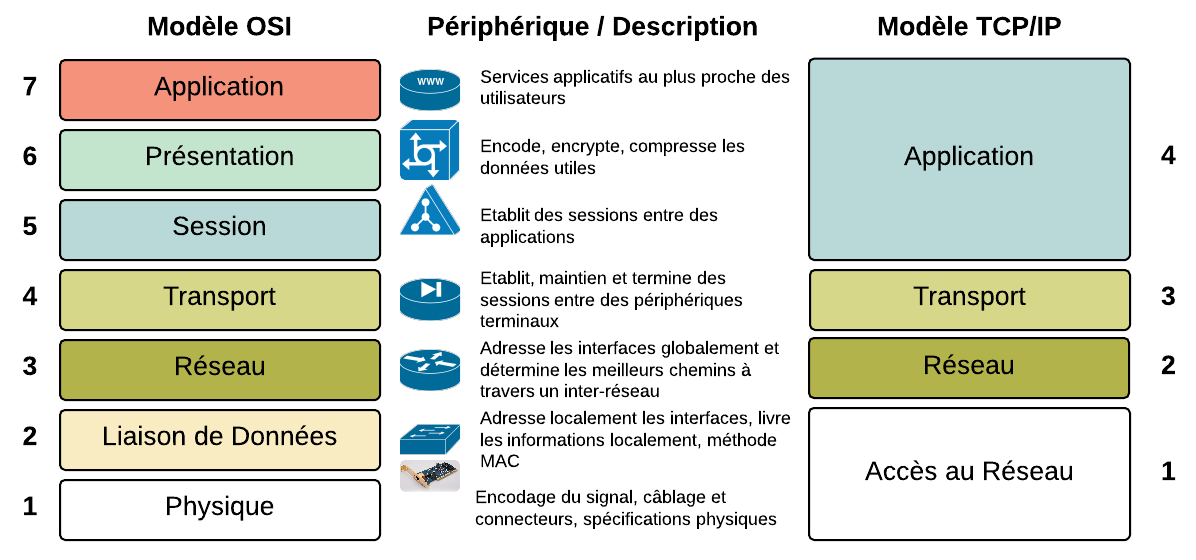 Modèle OSI
Périphérique / Description
Modèle TCP/IP
7
Application
www
Services applicatifs au plus proche des
utilisateurs
6
Présentation
Encode, encrypte, compresse les
données utiles
5
Session
Etablit des sessions entre des
applications
Application
4
4
Transport
Etablit, maintien et termine des
sessions entre des périphériques
terminaux
Transport
3
3
Réseau
Adresse les interfaces globalement et
détermine les meilleurs chemins à
travers un inter-réseau
Réseau
2
2
Liaison de Données
Adresse localement les interfaces, livre
les informations localement, méthode
MAC
1
Physique
Encodage du signal, câblage et
connecteurs, spécifications physiques
Accès au Réseau
1